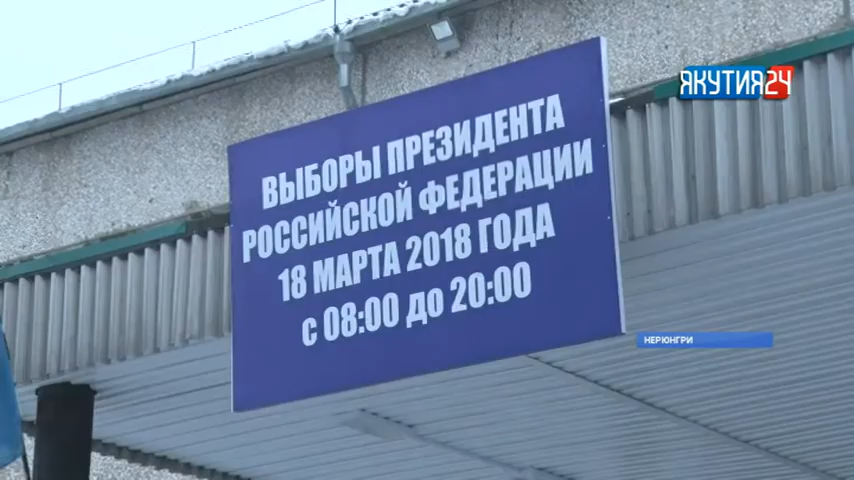 ЯКУТИЯ24
ВЫБОРЫ ПРЕЗИДЕНТА
РОССИЙСКОЙ ФЕДЕРАЦИИ
18 МАРТА 2018 ГОДА
С 08:00 ДО 20:00
НЕРЮНГРИ